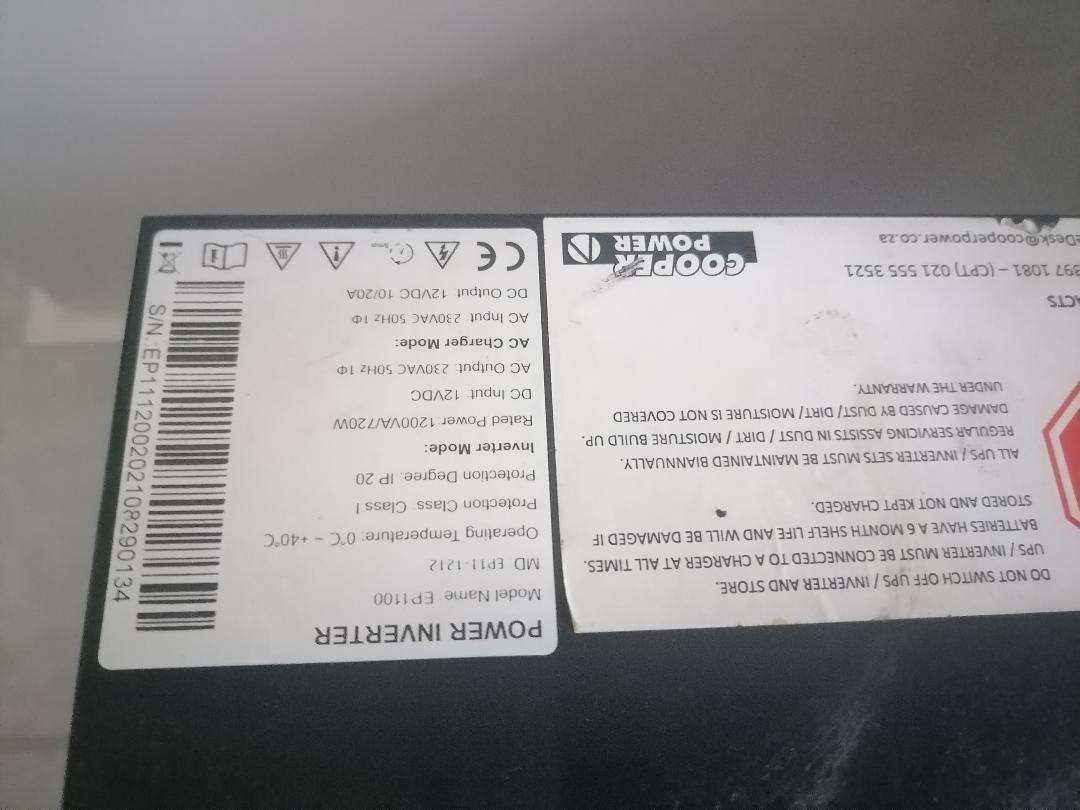 POWER INVERTER
Model Name: EP1100
MD EP11-1212
Operating Temperature: 0°C ~ +40°C
Protection Class: Class I
Protection Degree: IP 20
Inverter Mode:
Rated Power: 1200VA/720W
DC Input: 12VDC
AC Output: 230VAC 50Hz 1Φ
AC Charger Mode:
AC Input: 230VAC 50Hz 1Φ
DC Output: 12VDC 10/20A
CE
S/N: EP1112002021082290134
DO NOT SWITCH OFF UPS / INVERTER AND STORE.
UPS / INVERTER MUST BE CONNECTED TO A CHARGER AT ALL TIMES.
BATTERIES HAVE A 6 MONTH SHELF LIFE AND WILL BE DAMAGED IF
STORED AND NOT KEPT CHARGED.
ALL UPS / INVERTER SETS MUST BE MAINTAINED BIANNUALLY.
REGULAR SERVICING ASSISTS IN DUST / DIRT / MOISTURE BUILD UP.
DAMAGE CAUSED BY DUST/ DIRT/ MOISTURE IS NOT COVERED
UNDER THE WARRANTY.
ACTS
397 1081 – (CPT) 021 555 3521
eDesk@cooperpower.co.za
COOPER
POWER